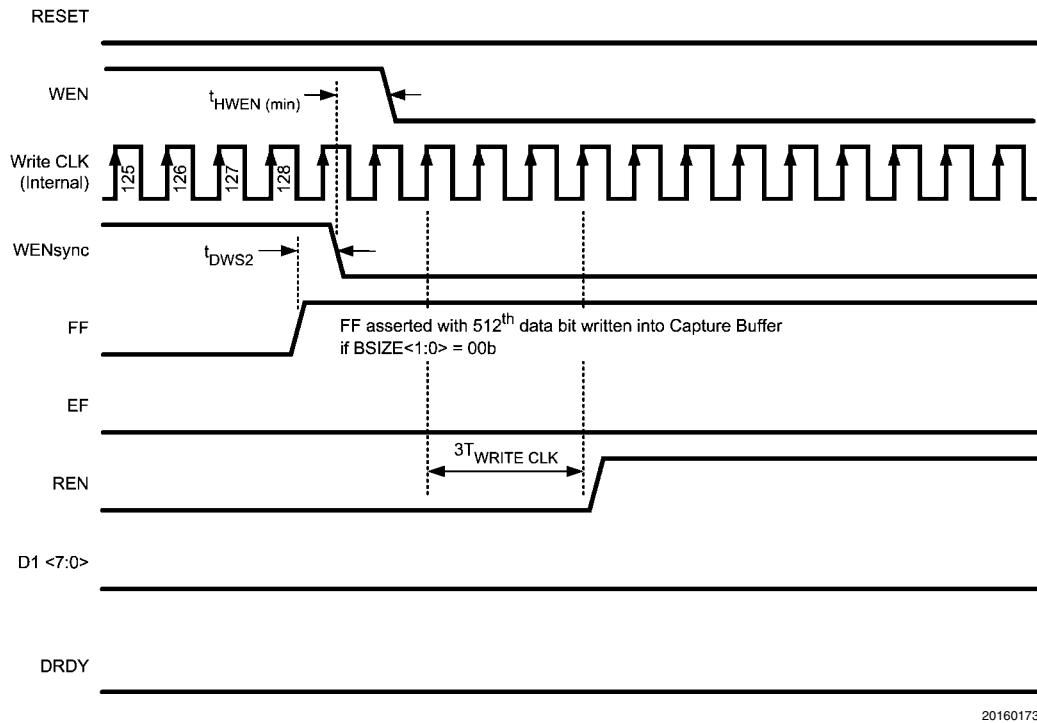 RESET
WEN
tHWEN (min)
Write CLK
(Internal)
125
126
127
128
WENsync
tDWS2
FF
FF asserted with 512th data bit written into Capture Buffer
if BSIZE<1:0> = 00b
EF
3TWRITE CLK
REN
D1 <7:0>
DRDY
20160173